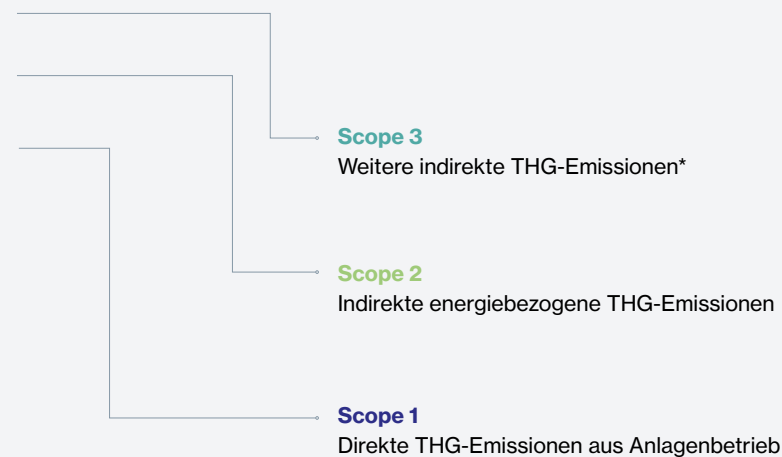 Scope 3
Weitere indirekte THG-Emissionen*
Scope 2
Indirekte energiebezogene THG-Emissionen
Scope 1
Direkte THG-Emissionen aus Anlagenbetrieb